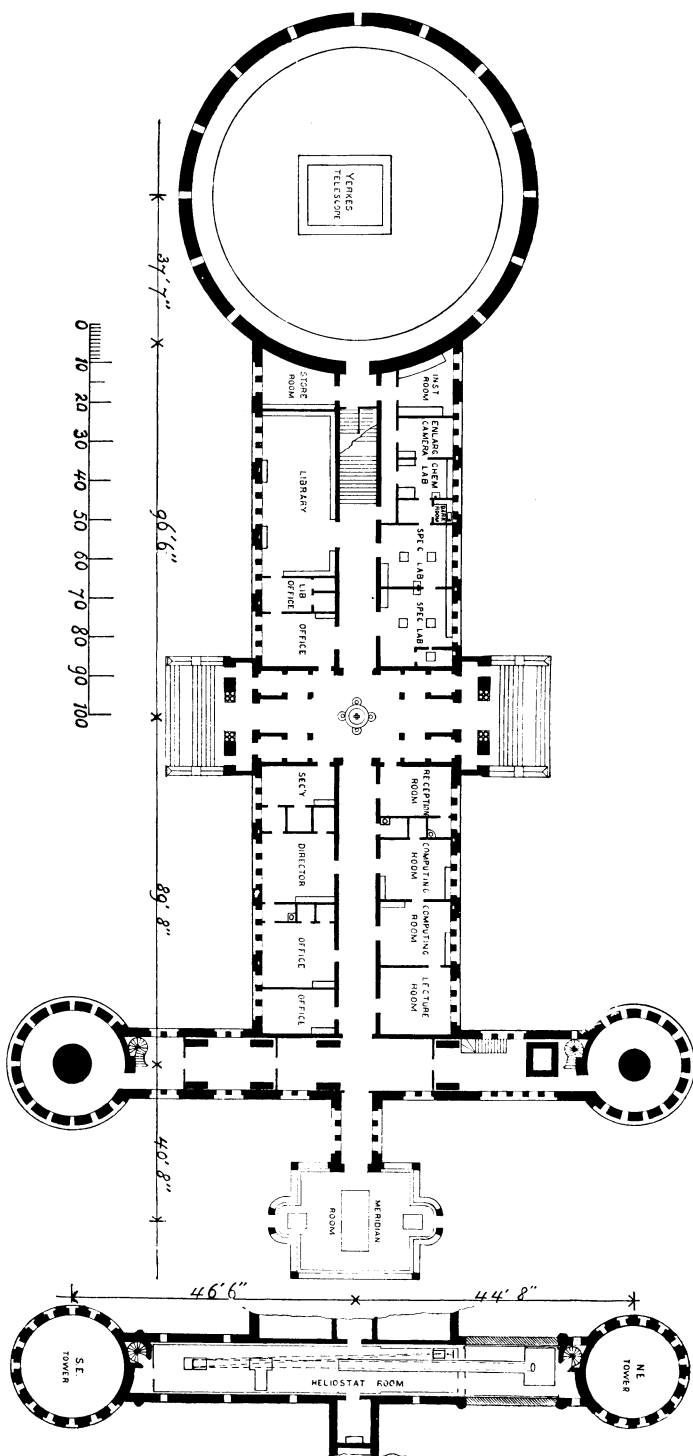 YERKES
TELESCOPE
37' 7"
0
10
20
30
40
50
60
70
80
90
100
STORE
ROOM
INST
ROOM
ENLARG
CAMERA
CHEM
LAB
LIBRARY
ROOM
SPEC LAB
SPEC LAB
96'6"
LIB
OFFICE
OFFICE
SEC'Y
RECEPTION
ROOM
DIRECTOR
COMPUTING
ROOM
OFFICE
COMPUTING
ROOM
OFFICE
LECTURE
ROOM
89' 8"
40' 8"
MERIDIAN
ROOM
46'6"
44' 8"
S.E.
TOWER
HELIOSTAT ROOM
NE
TOWER